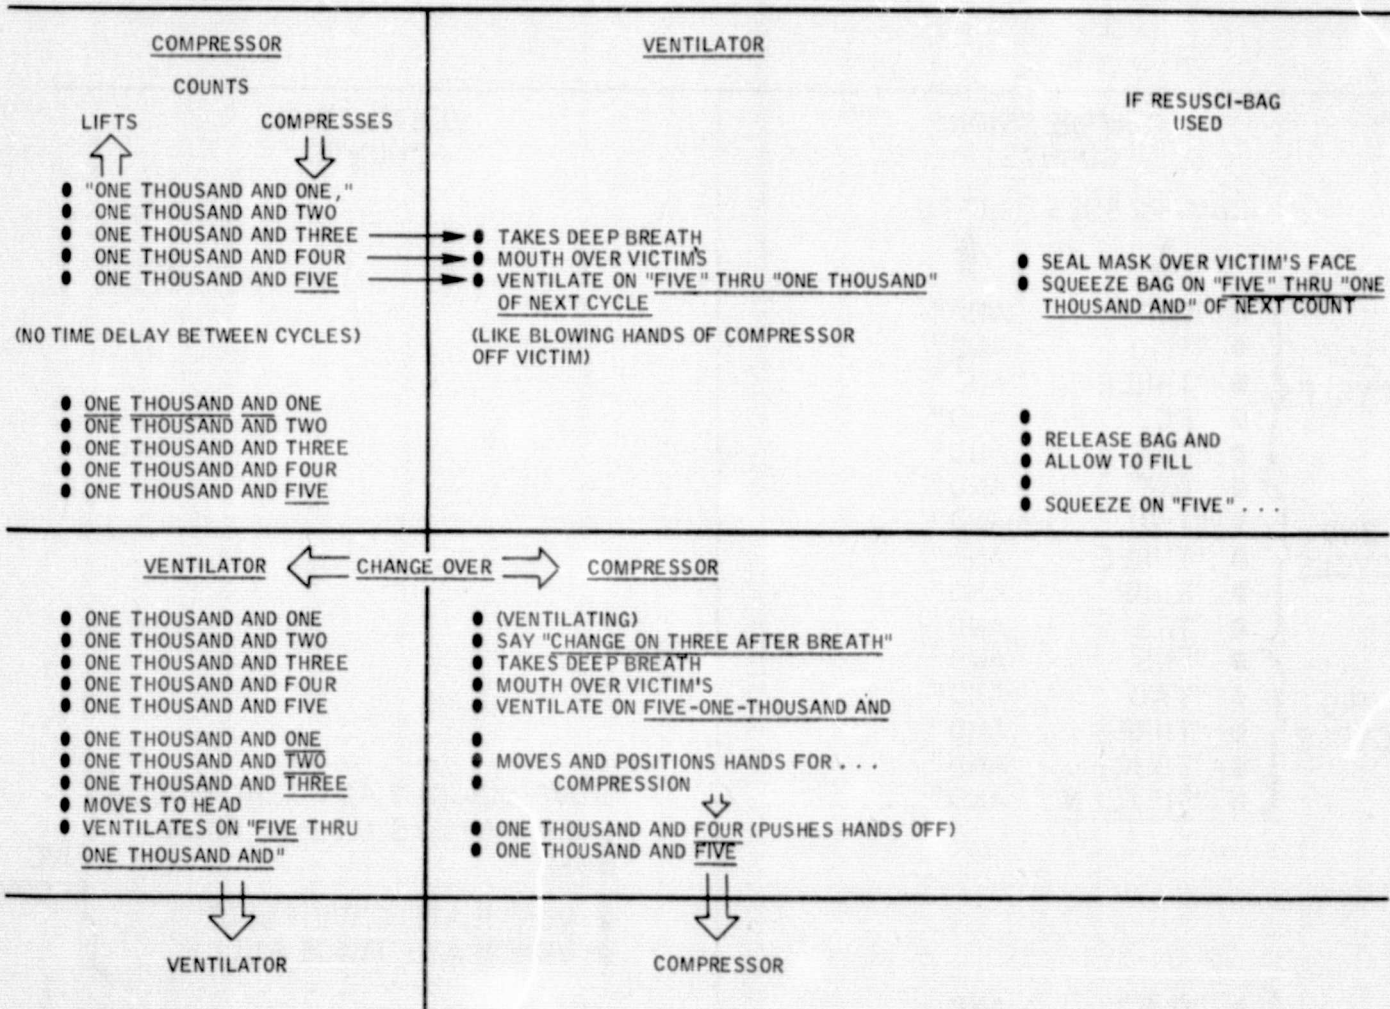 COMPRESSOR
COUNTS
LIFTS COMPRESSES
● "ONE THOUSAND AND ONE,"
● ONE THOUSAND AND TWO
● ONE THOUSAND AND THREE
● ONE THOUSAND AND FOUR
● ONE THOUSAND AND FIVE
(NO TIME DELAY BETWEEN CYCLES)
● ONE THOUSAND AND ONE
● ONE THOUSAND AND TWO
● ONE THOUSAND AND THREE
● ONE THOUSAND AND FOUR
● ONE THOUSAND AND FIVE
VENTILATOR
● TAKES DEEP BREATH
● MOUTH OVER VICTIM'S
● VENTILATE ON "FIVE" THRU "ONE THOUSAND"
OF NEXT CYCLE
(LIKE BLOWING HANDS OF COMPRESSOR
OFF VICTIM)
IF RESUSCI-BAG
USED
● SEAL MASK OVER VICTIM'S FACE
● SQUEEZE BAG ON "FIVE" THRU "ONE
THOUSAND AND" OF NEXT COUNT
●
● RELEASE BAG AND
● ALLOW TO FILL
●
● SQUEEZE ON "FIVE" . . .
VENTILATOR CHANGE OVER COMPRESSOR
● ONE THOUSAND AND ONE
● ONE THOUSAND AND TWO
● ONE THOUSAND AND THREE
● ONE THOUSAND AND FOUR
● ONE THOUSAND AND FIVE
● ONE THOUSAND AND ONE
● ONE THOUSAND AND TWO
● ONE THOUSAND AND THREE
● MOVES TO HEAD
● VENTILATES ON "FIVE THRU
ONE THOUSAND AND"
● (VENTILATING)
● SAY "CHANGE ON THREE AFTER BREATH"
● TAKES DEEP BREATH
● MOUTH OVER VICTIM'S
● VENTILATE ON FIVE-ONE-THOUSAND AND
●
● MOVES AND POSITIONS HANDS FOR . . .
● COMPRESSION
● ONE THOUSAND AND FOUR (PUSHES HANDS OFF)
● ONE THOUSAND AND FIVE
VENTILATOR
COMPRESSOR